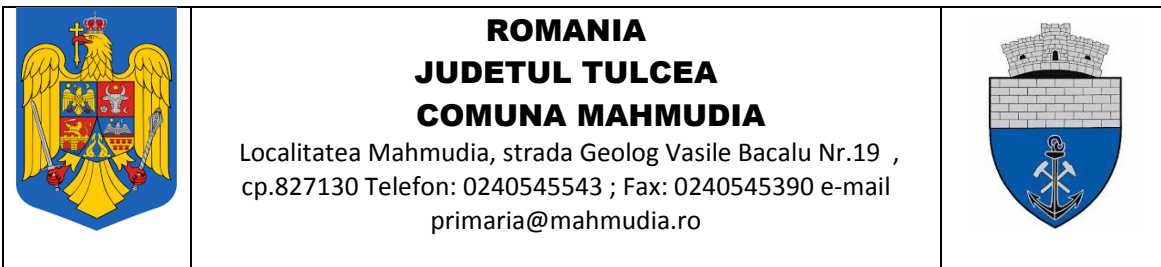 ROMANIA
JUDETUL TULCEA
COMUNA MAHMUDIA
Localitatea Mahmudia, strada Geolog Vasile Bacalu Nr.19 ,
cp.827130 Telefon: 0240545543 ; Fax: 0240545390 e-mail
primaria@mahmudia.ro